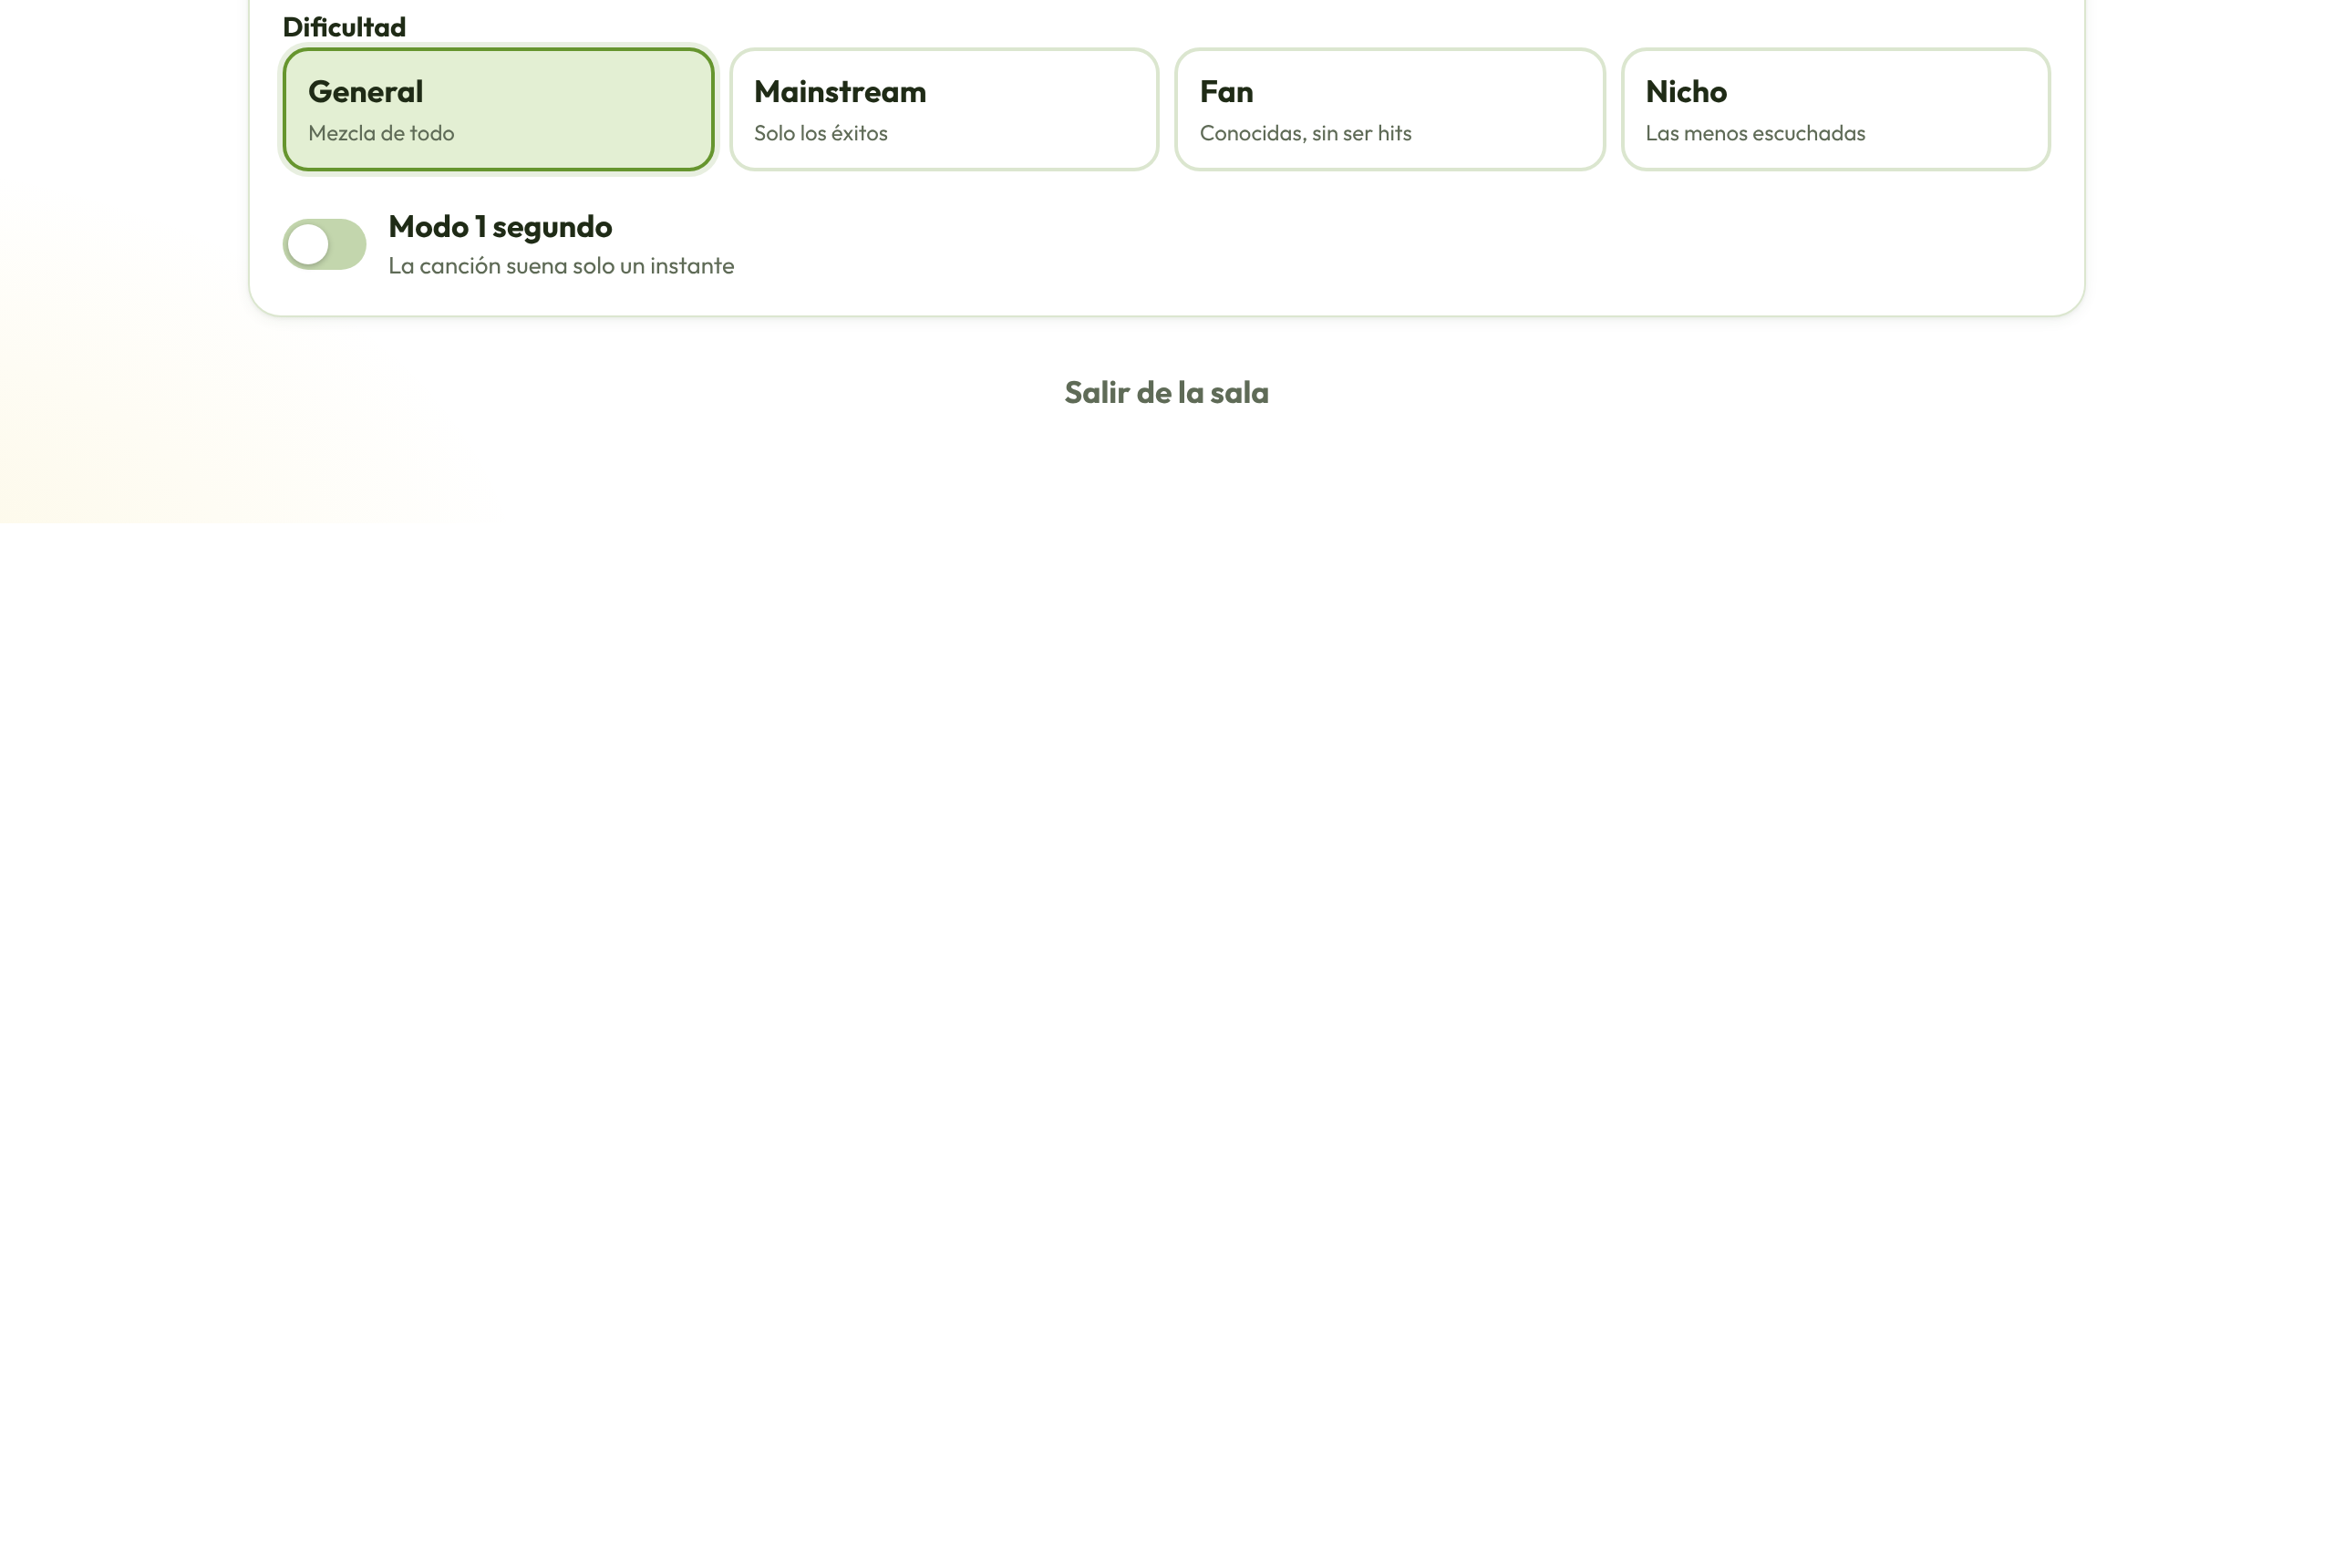 Dificultad
General
Mezcla de todo
Mainstream
Solo los éxitos
Fan
Conocidas, sin ser hits
Nicho
Las menos escuchadas
Modo 1 segundo
La canción suena solo un instante
Salir de la sala